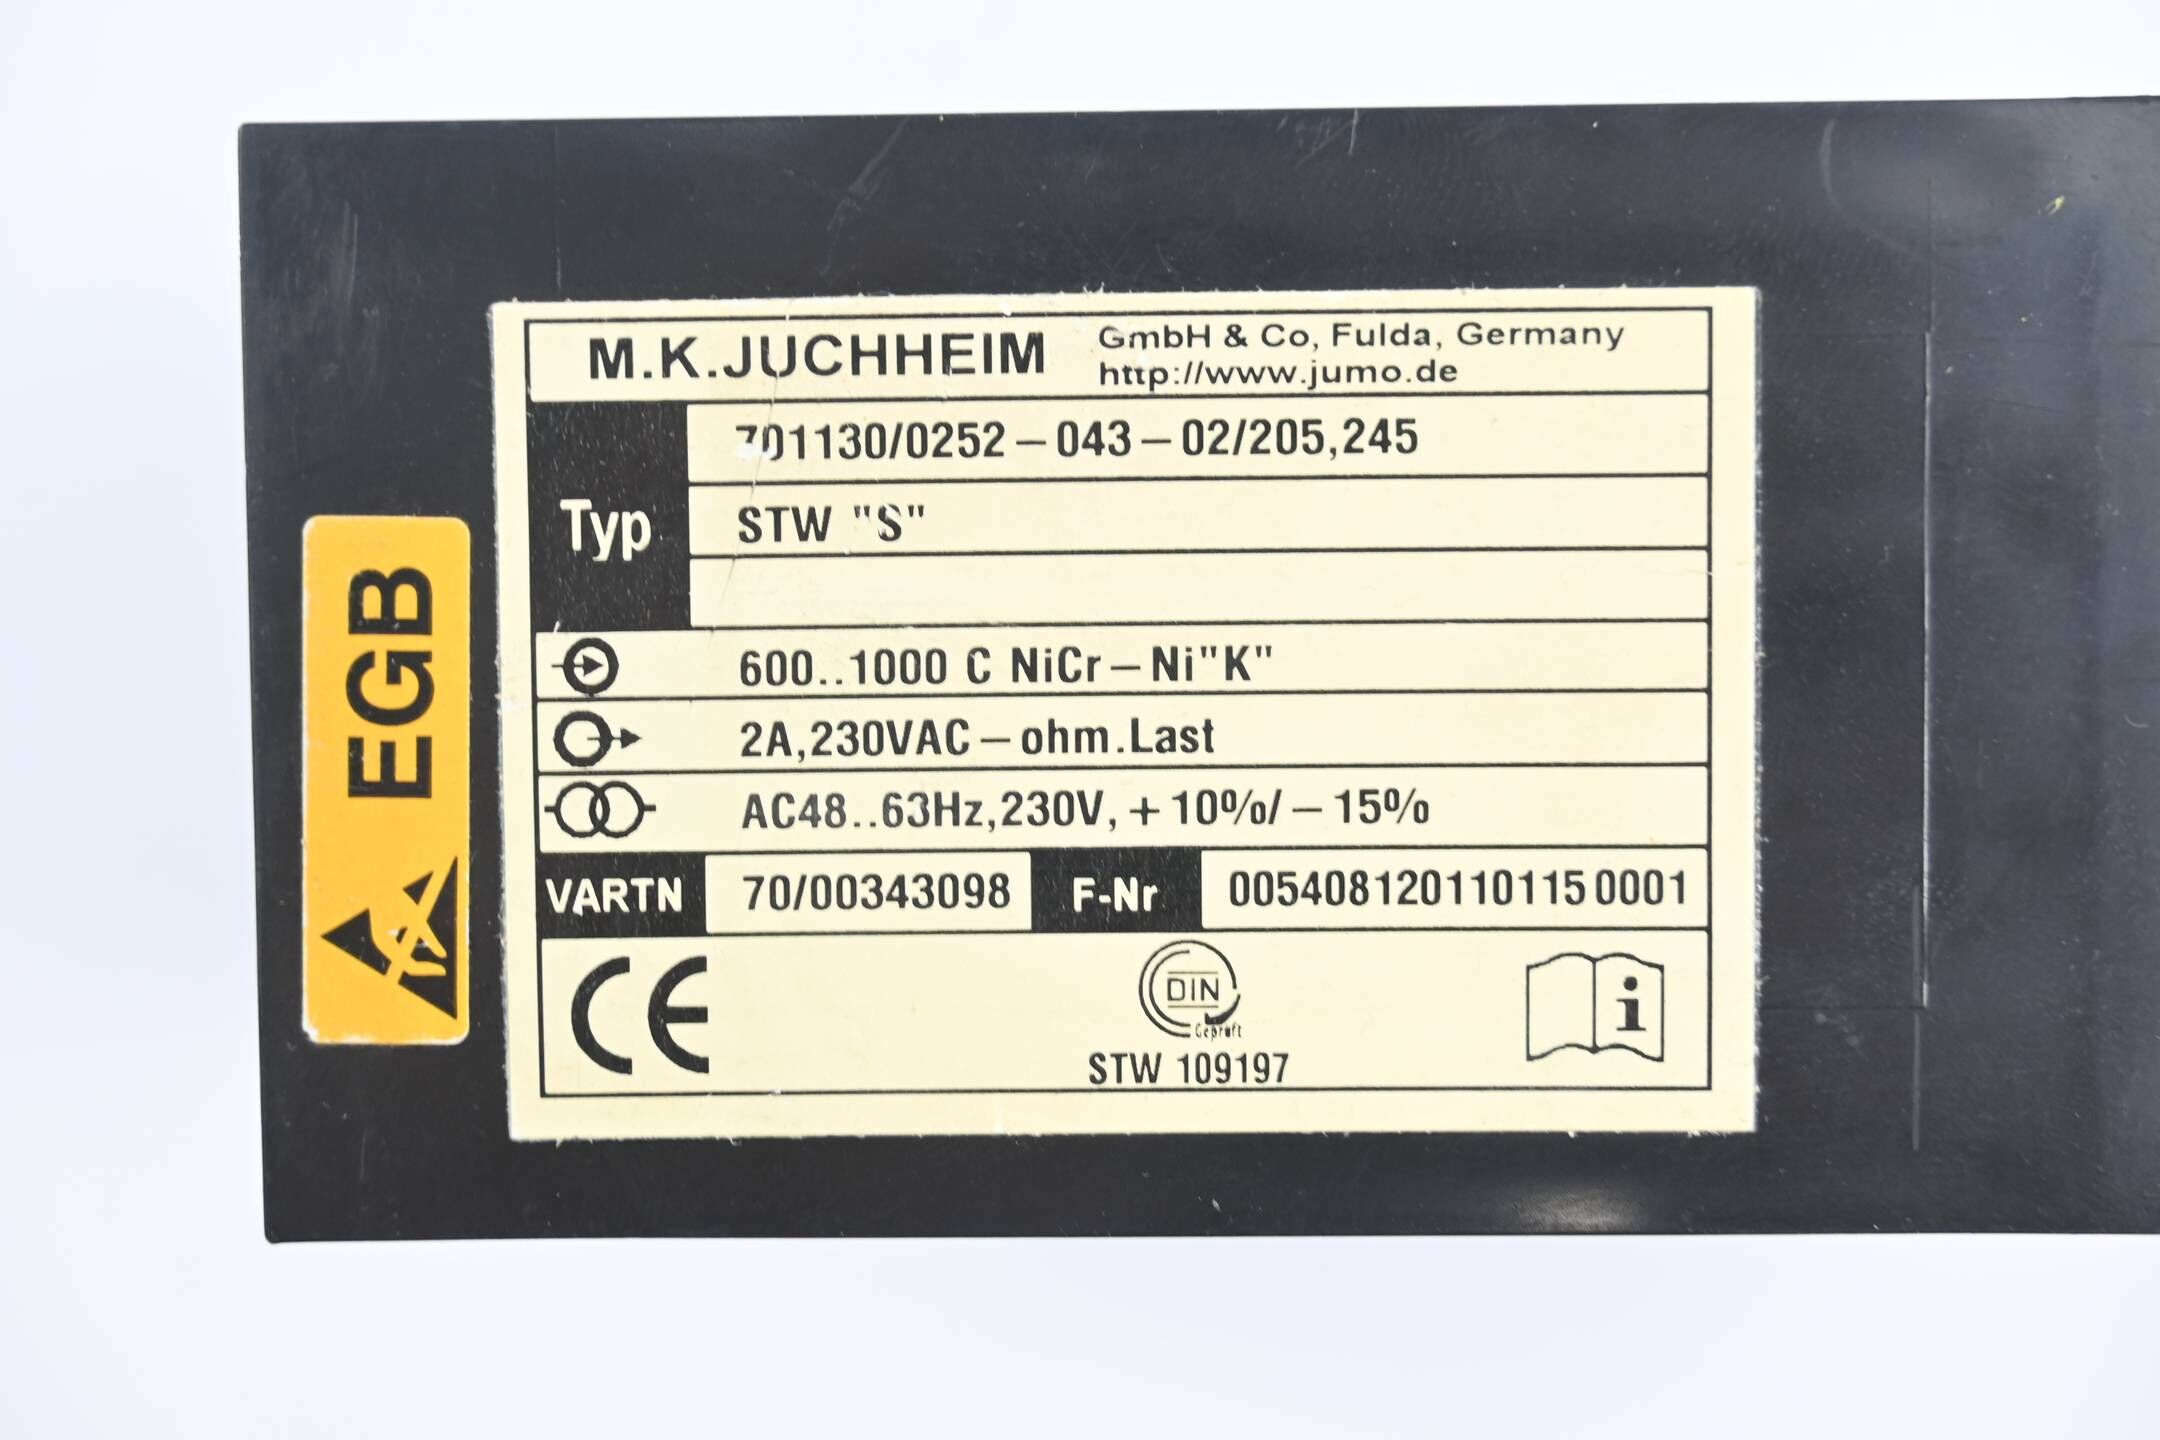 M.K.JUCHHEIM
GmbH & Co, Fulda, Germany
http://www.jumo.de
Typ
701130/0252-043-02/205,245
STW "S"
600..1000 C NiCr-Ni"K"
2A,230VAC-ohm.Last
AC48..63Hz,230V,+10%/-15%
VARTN 70/00343098 F-Nr 0054081201101150001
CE
DIN
Geprüft
STW 109197
i
EGB